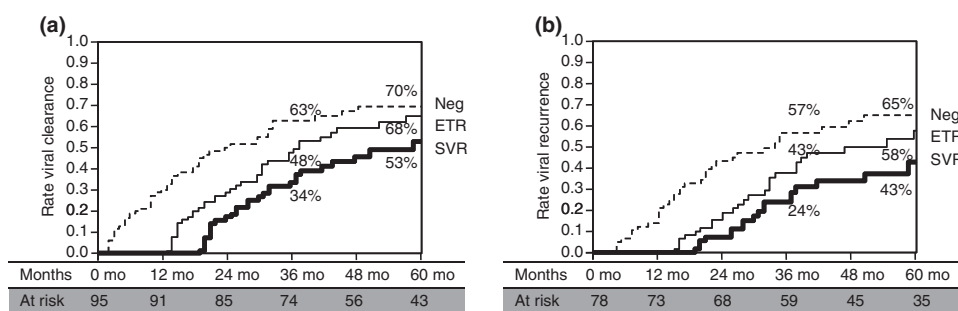 (a)
Rate viral clearance
1.0
0.9
0.8
0.7
0.6
0.5
0.4
0.3
0.2
0.1
0.0
63%
70%
48%
68%
34%
53%
Neg
ETR
SVR
Months 0 mo 12 mo 24 mo 36 mo 48 mo 60 mo
At risk 95 91 85 74 56 43
(b)
Rate viral recurrence
1.0
0.9
0.8
0.7
0.6
0.5
0.4
0.3
0.2
0.1
0.0
57%
65%
43%
58%
24%
43%
Neg
ETR
SVR
Months 0 mo 12 mo 24 mo 36 mo 48 mo 60 mo
At risk 78 73 68 59 45 35